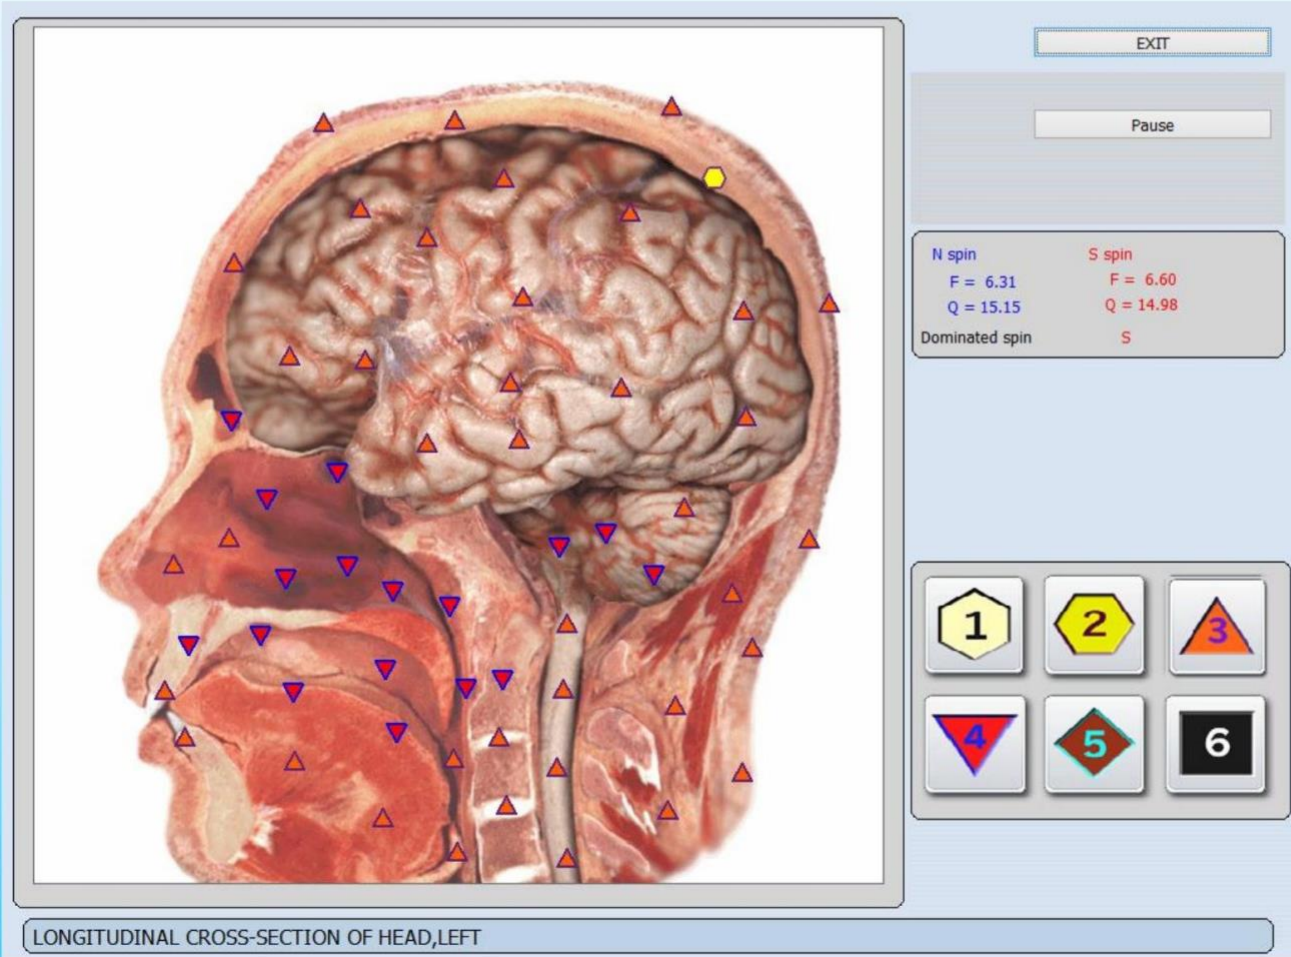 EXIT
Pause
N spin S spin
F = 6.31 F = 6.60
Q = 15.15 Q = 14.98
Dominated spin S
1 2 3
4 5 6
LONGITUDINAL CROSS-SECTION OF HEAD,LEFT